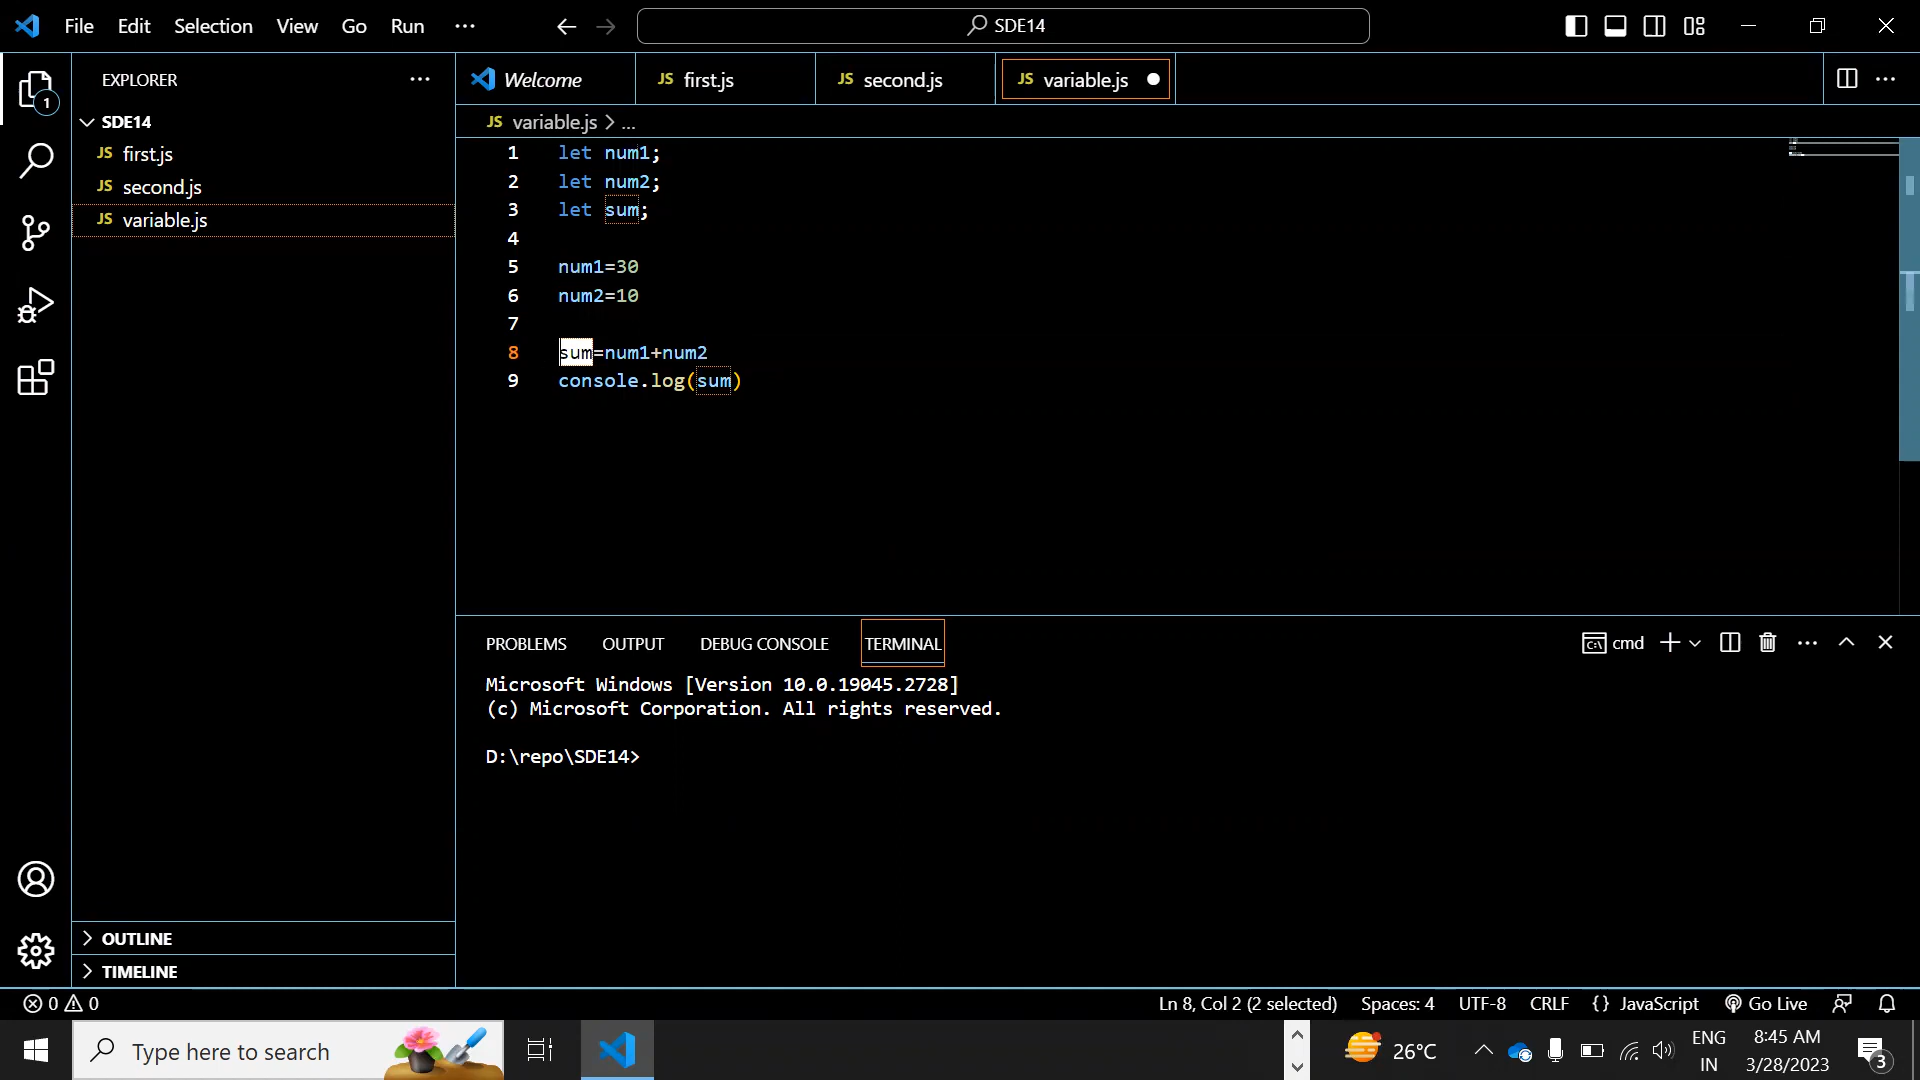 File Edit Selection View Go Run ...
SDE14
EXPLORER
Welcome
JS first.js
JS second.js
JS variable.js
1
SDE14
JS first.js
JS second.js
JS variable.js
JS variable.js > ...
1 let num1;
2 let num2;
3 let sum;
4
5 num1=30
6 num2=10
7
8 sum=num1+num2
9 console.log(sum)
PROBLEMS OUTPUT DEBUG CONSOLE TERMINAL
cmd
Microsoft Windows [Version 10.0.19045.2728]
(c) Microsoft Corporation. All rights reserved.
D:\repo\SDE14>
OUTLINE
TIMELINE
0 0
Ln 8, Col 2 (2 selected) Spaces: 4 UTF-8 CRLF {} JavaScript Go Live
Type here to search
26°C
ENG
IN
8:45 AM
3/28/2023
3